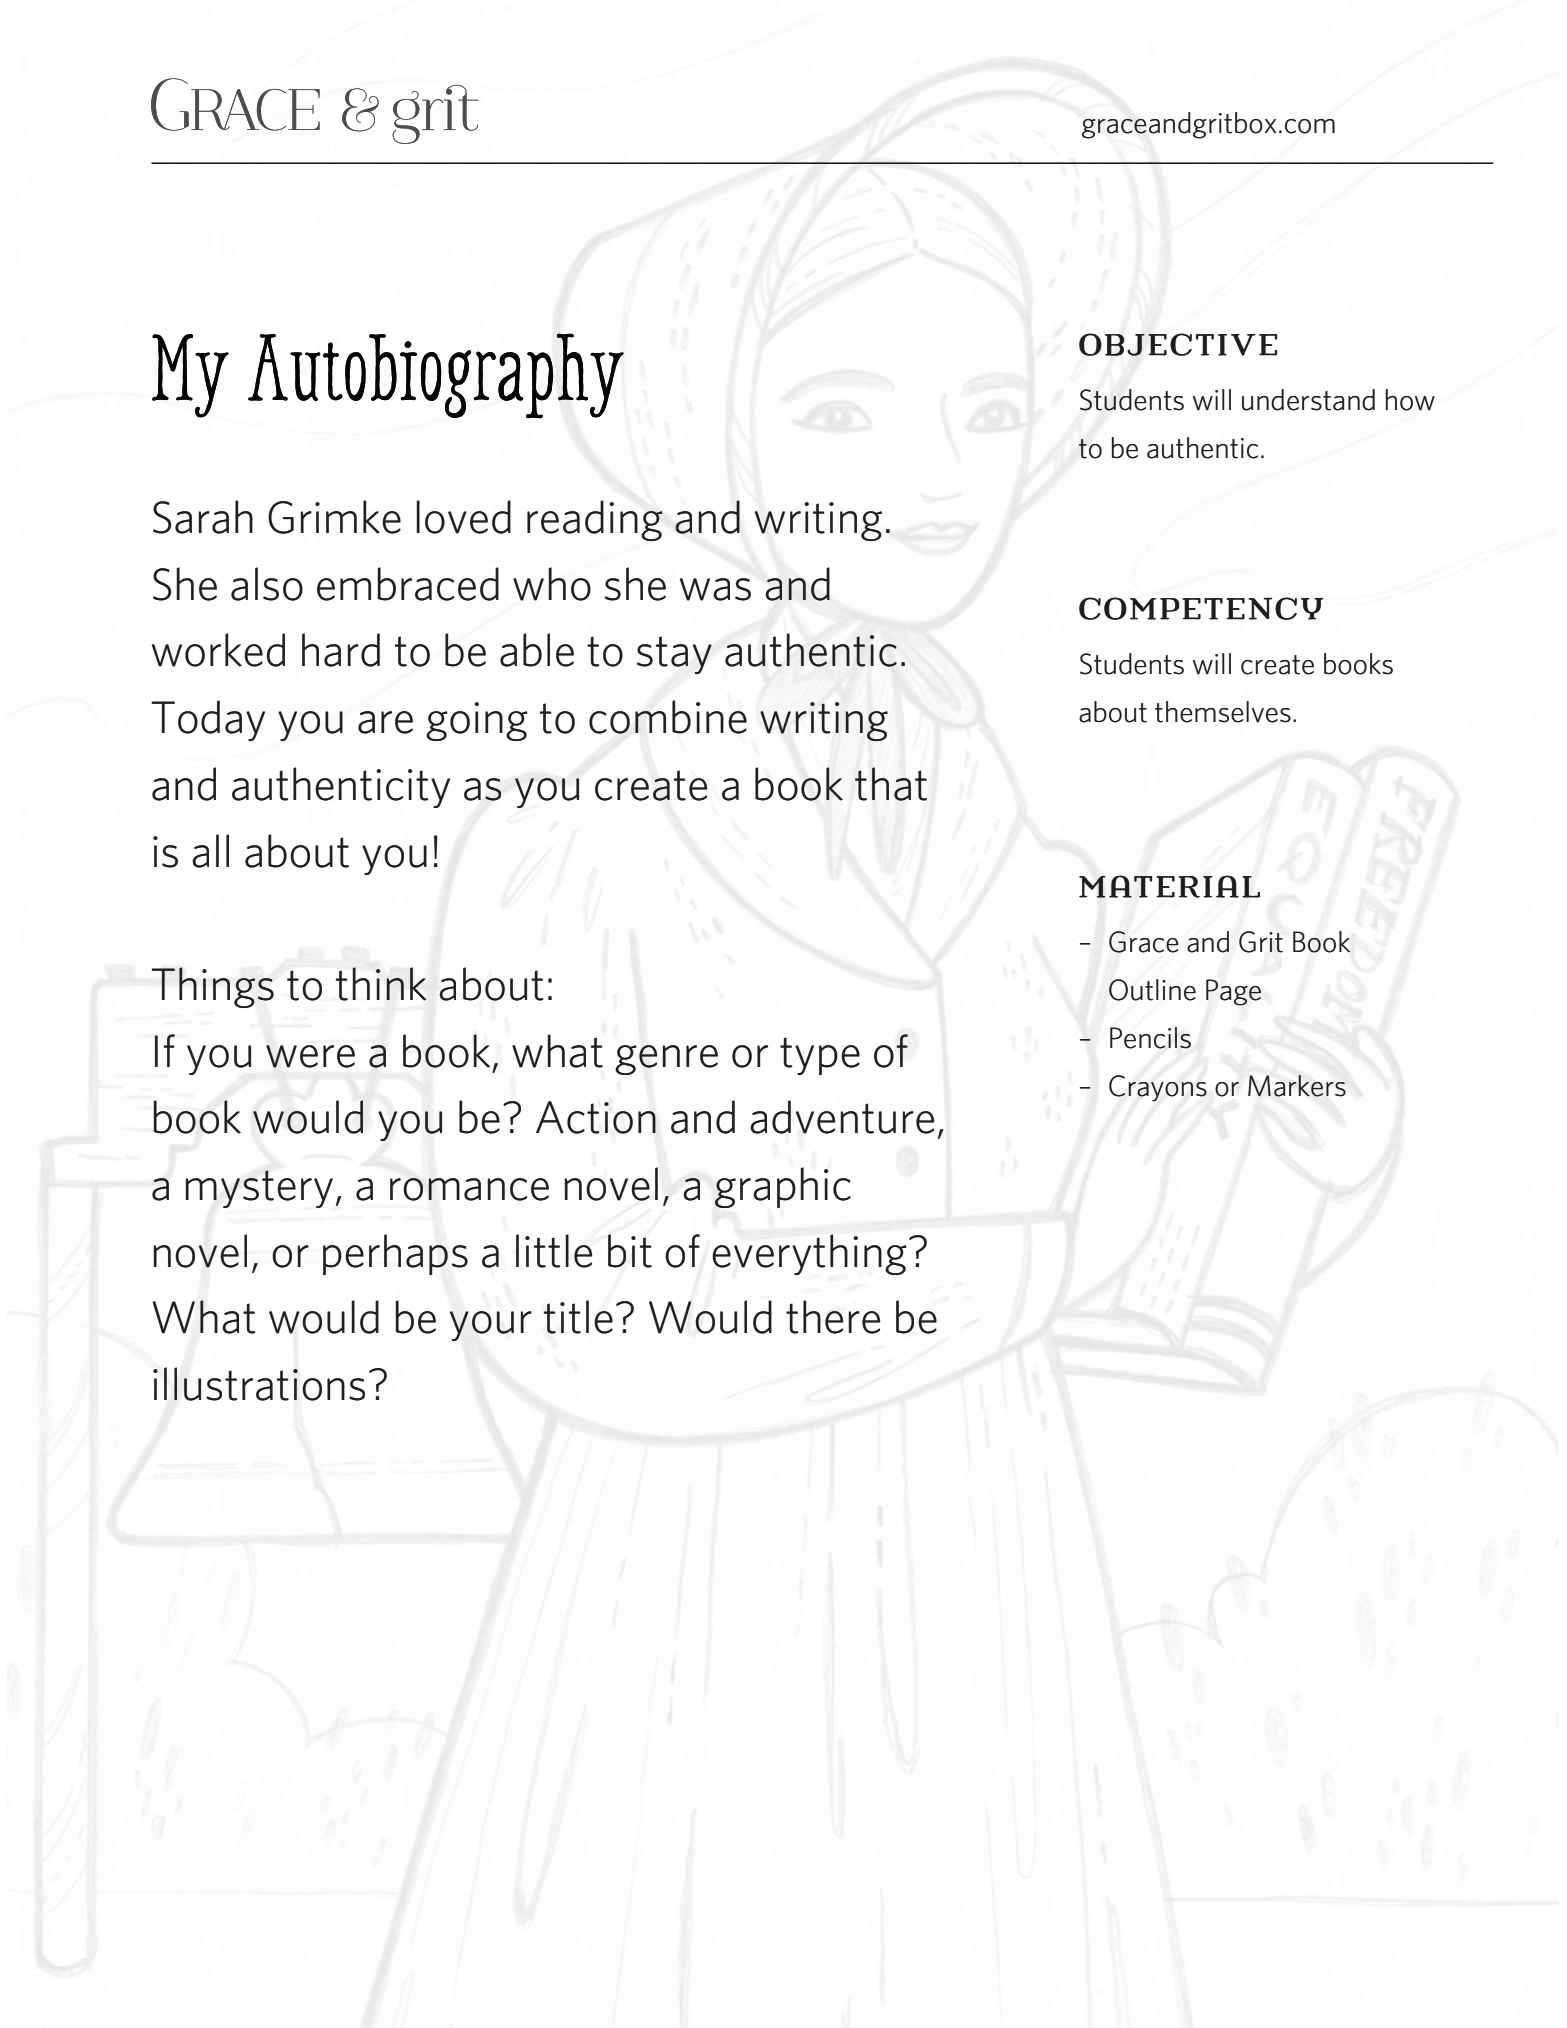 GRACE & grit
graceandgritbox.com
My Autobiography
Sarah Grimke loved reading and writing.
She also embraced who she was and
worked hard to be able to stay authentic.
Today you are going to combine writing
and authenticity as you create a book that
is all about you!
Things to think about:
If you were a book, what genre or type of
book would you be? Action and adventure,
a mystery, a romance novel, a graphic
novel, or perhaps a little bit of everything?
What would be your title? Would there be
illustrations?
OBJECTIVE
Students will understand how
to be authentic.
COMPETENCY
Students will create books
about themselves.
MATERIAL
– Grace and Grit Book
Outline Page
– Pencils
– Crayons or Markers
EQUALITY
FREEDOM